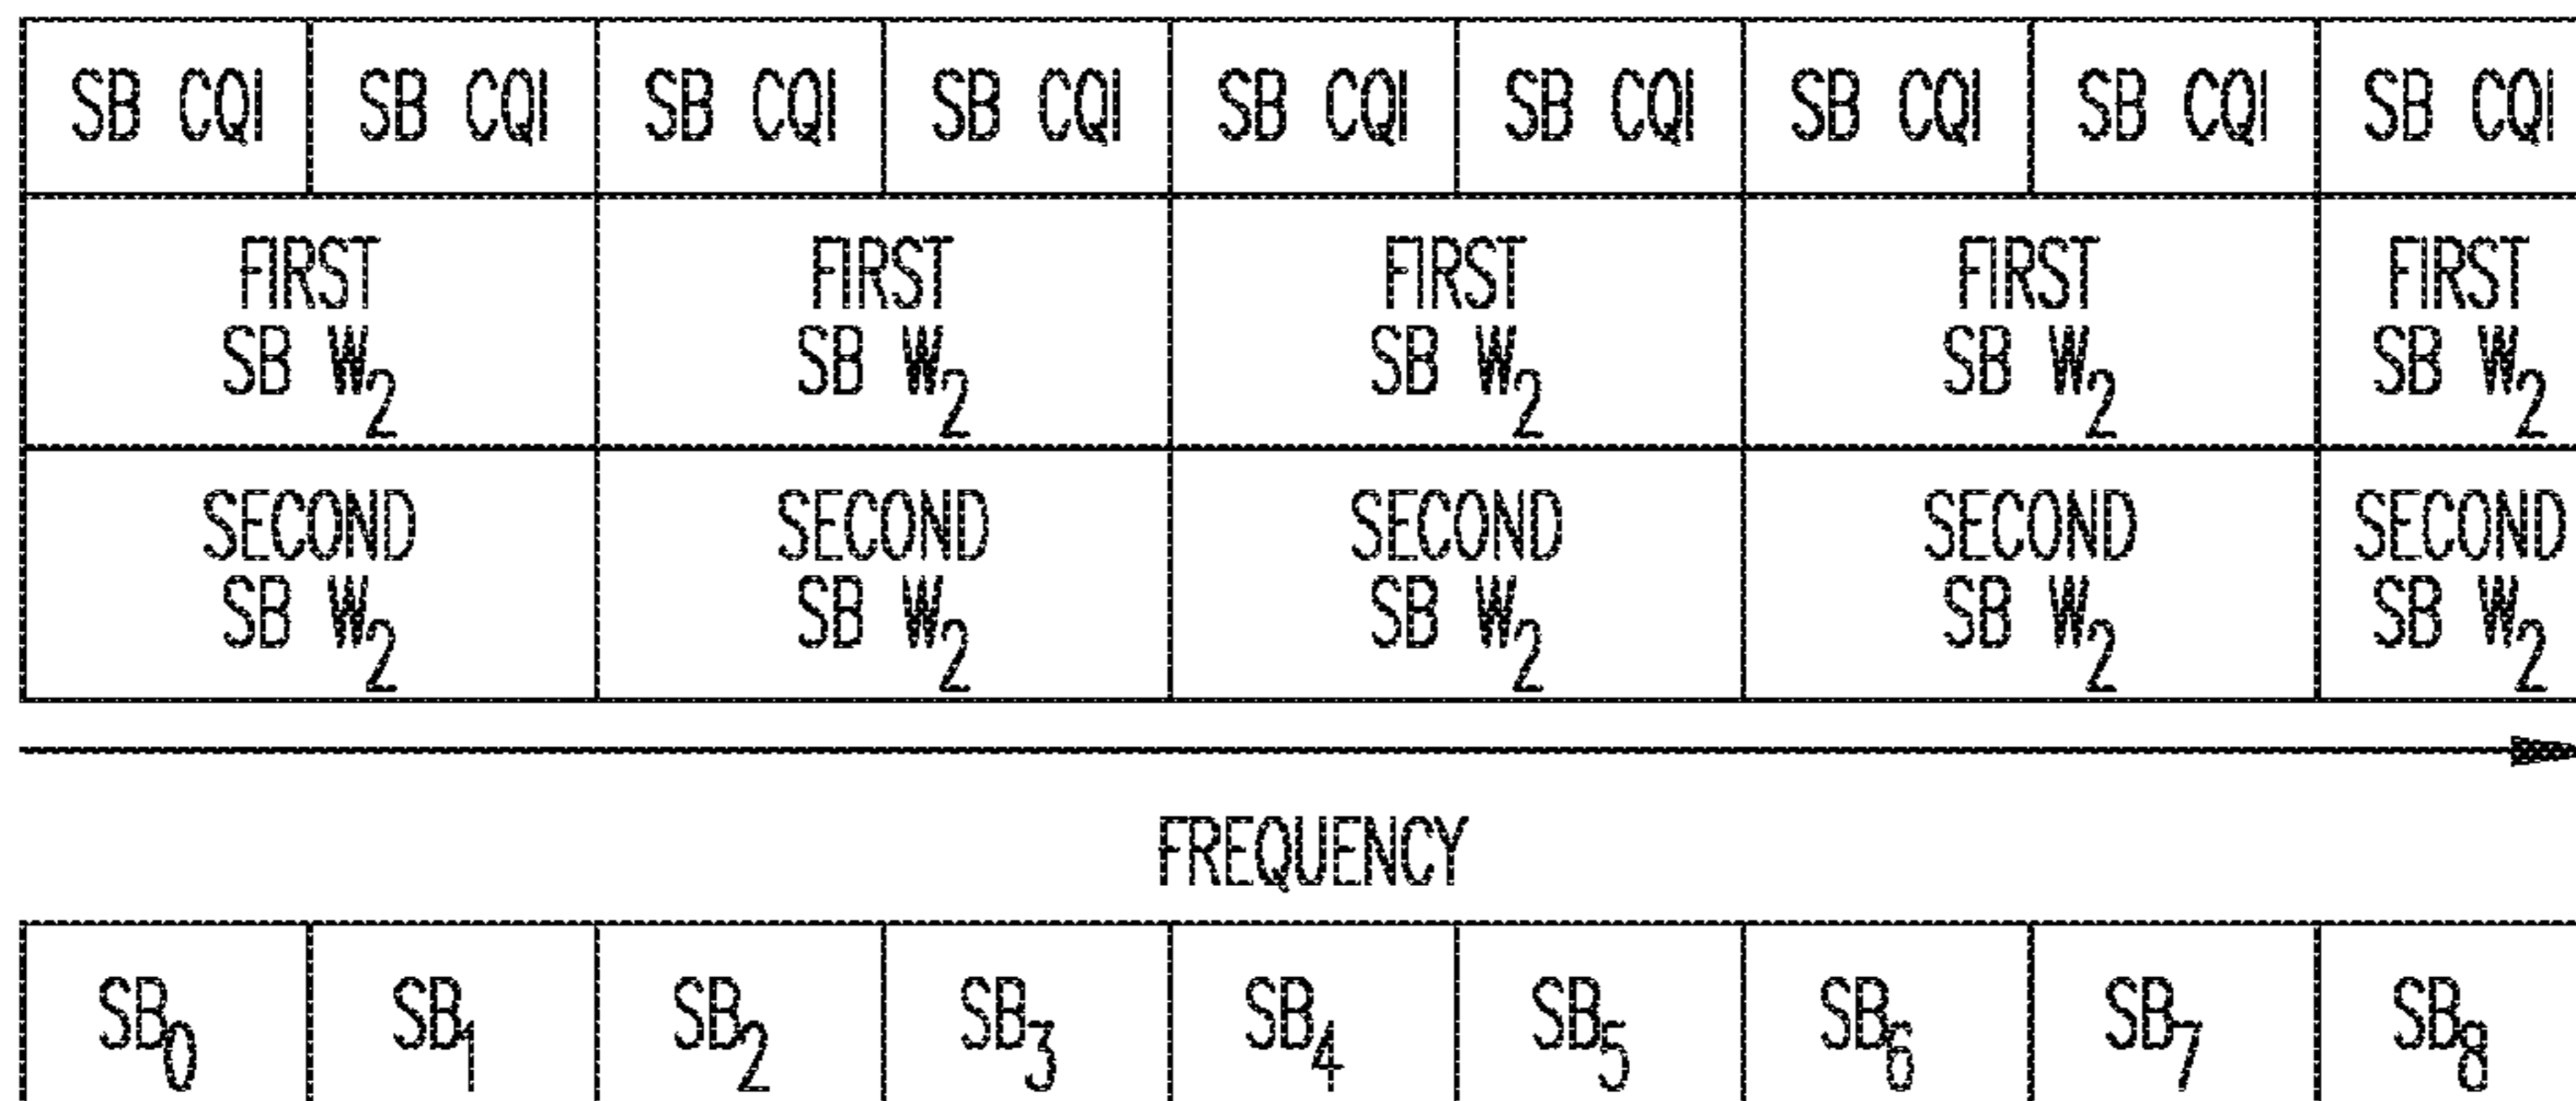 SB CQI SB CQI SB CQI SB CQI SB CQI SB CQI SB CQI SB CQI SB CQI
FIRST FIRST FIRST FIRST FIRST
SB W2 SB W2 SB W2 SB W2 SB W2
SECOND SECOND SECOND SECOND SECOND
SB W2 SB W2 SB W2 SB W2 SB W2
FREQUENCY
SB0 SB1 SB2 SB3 SB4 SB5 SB6 SB7 SB8